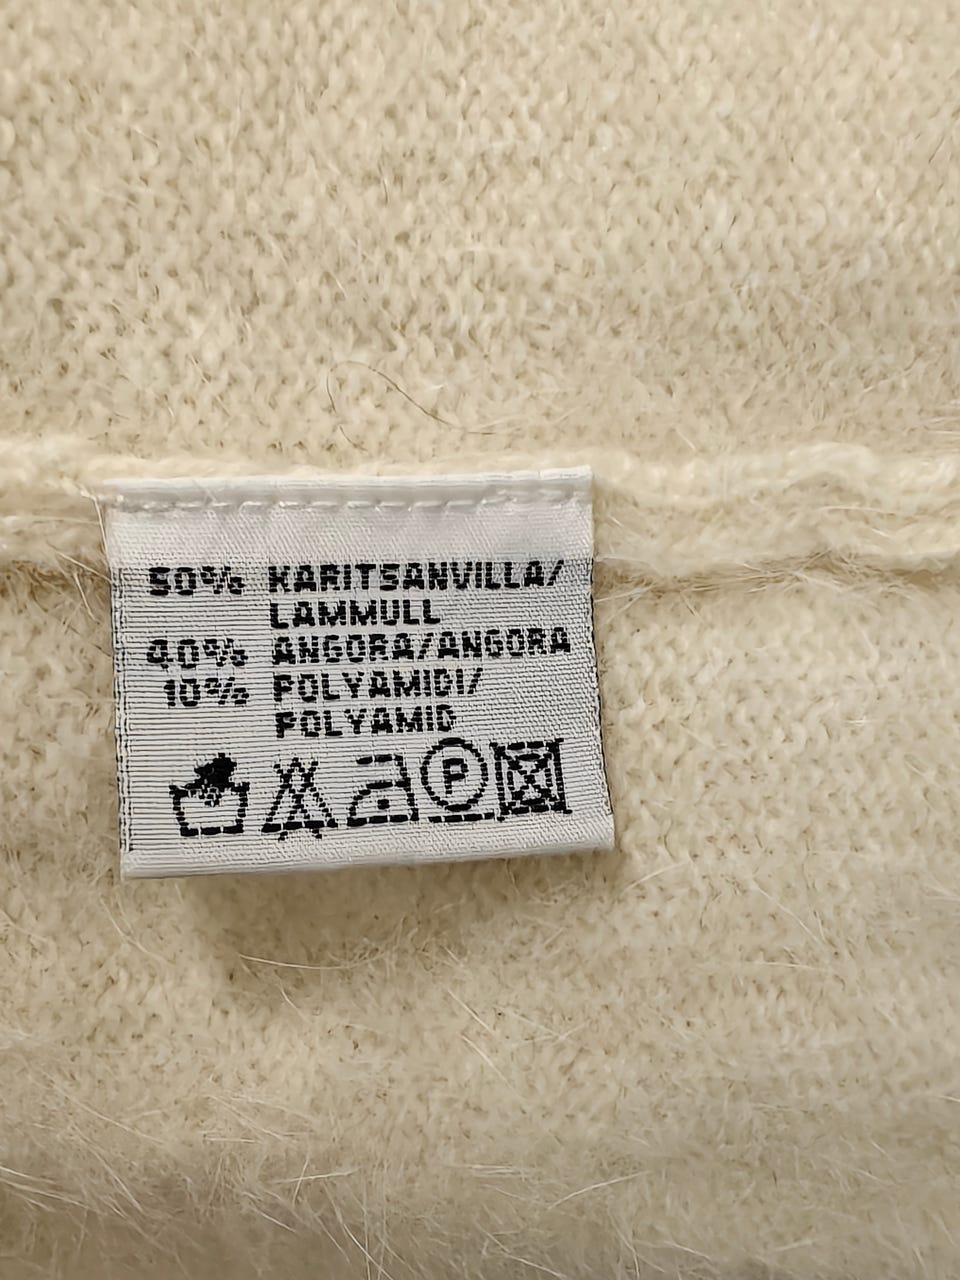 50% KARITSANVILLA/
LAMMULL
40% ANGORA/ANGORA
10% POLYAMIDI/
POLYAMID
P